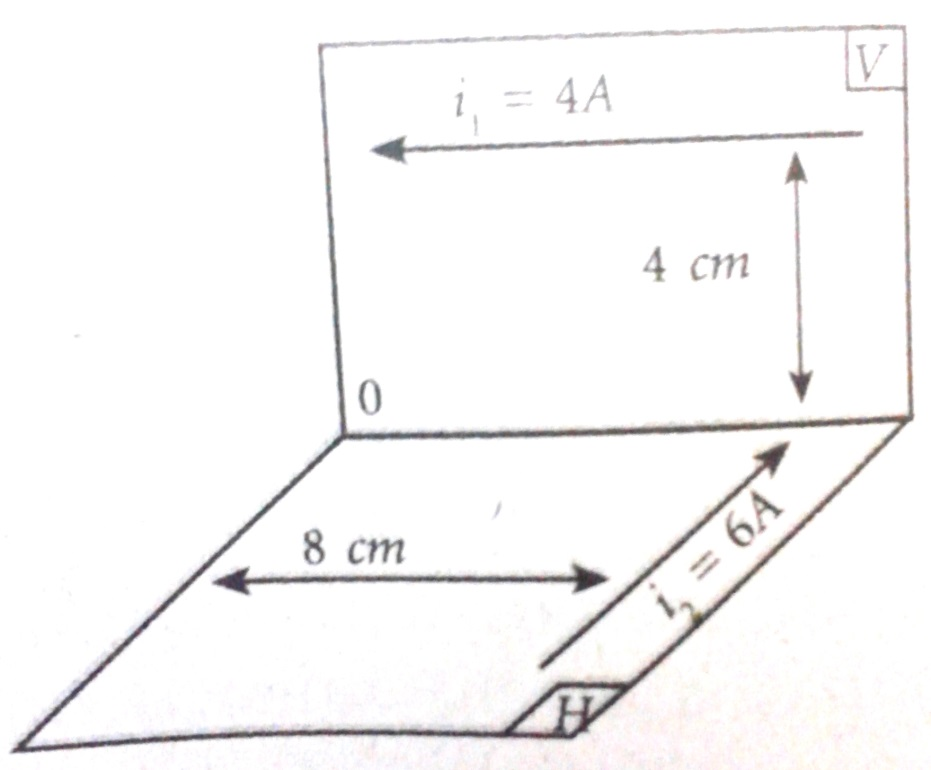 V
i₁ = 4A
4 cm
0
8 cm
i₂ = 6A
H